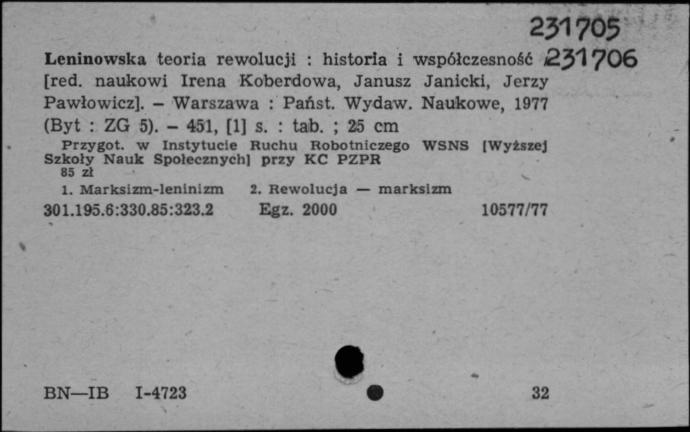 231705
Leninowska teoria rewolucji : historia i współczesność / 231706
[red. naukowi Irena Koberdowa, Janusz Janicki, Jerzy
Pawłowicz]. — Warszawa : Państ. Wydaw. Naukowe, 1977
(Byt : ZG 5). — 451, [1] s. : tab. ; 25 cm
Przygot. w Instytucie Ruchu Robotniczego WSNS [Wyższej
Szkoły Nauk Społecznych] przy KC PZPR
85 zł
1. Marksizm-leninizm 2. Rewolucja — marksizm
301.195.6:330.85:323.2 Egz. 2000 10577/77
BN—IB I-4723 32